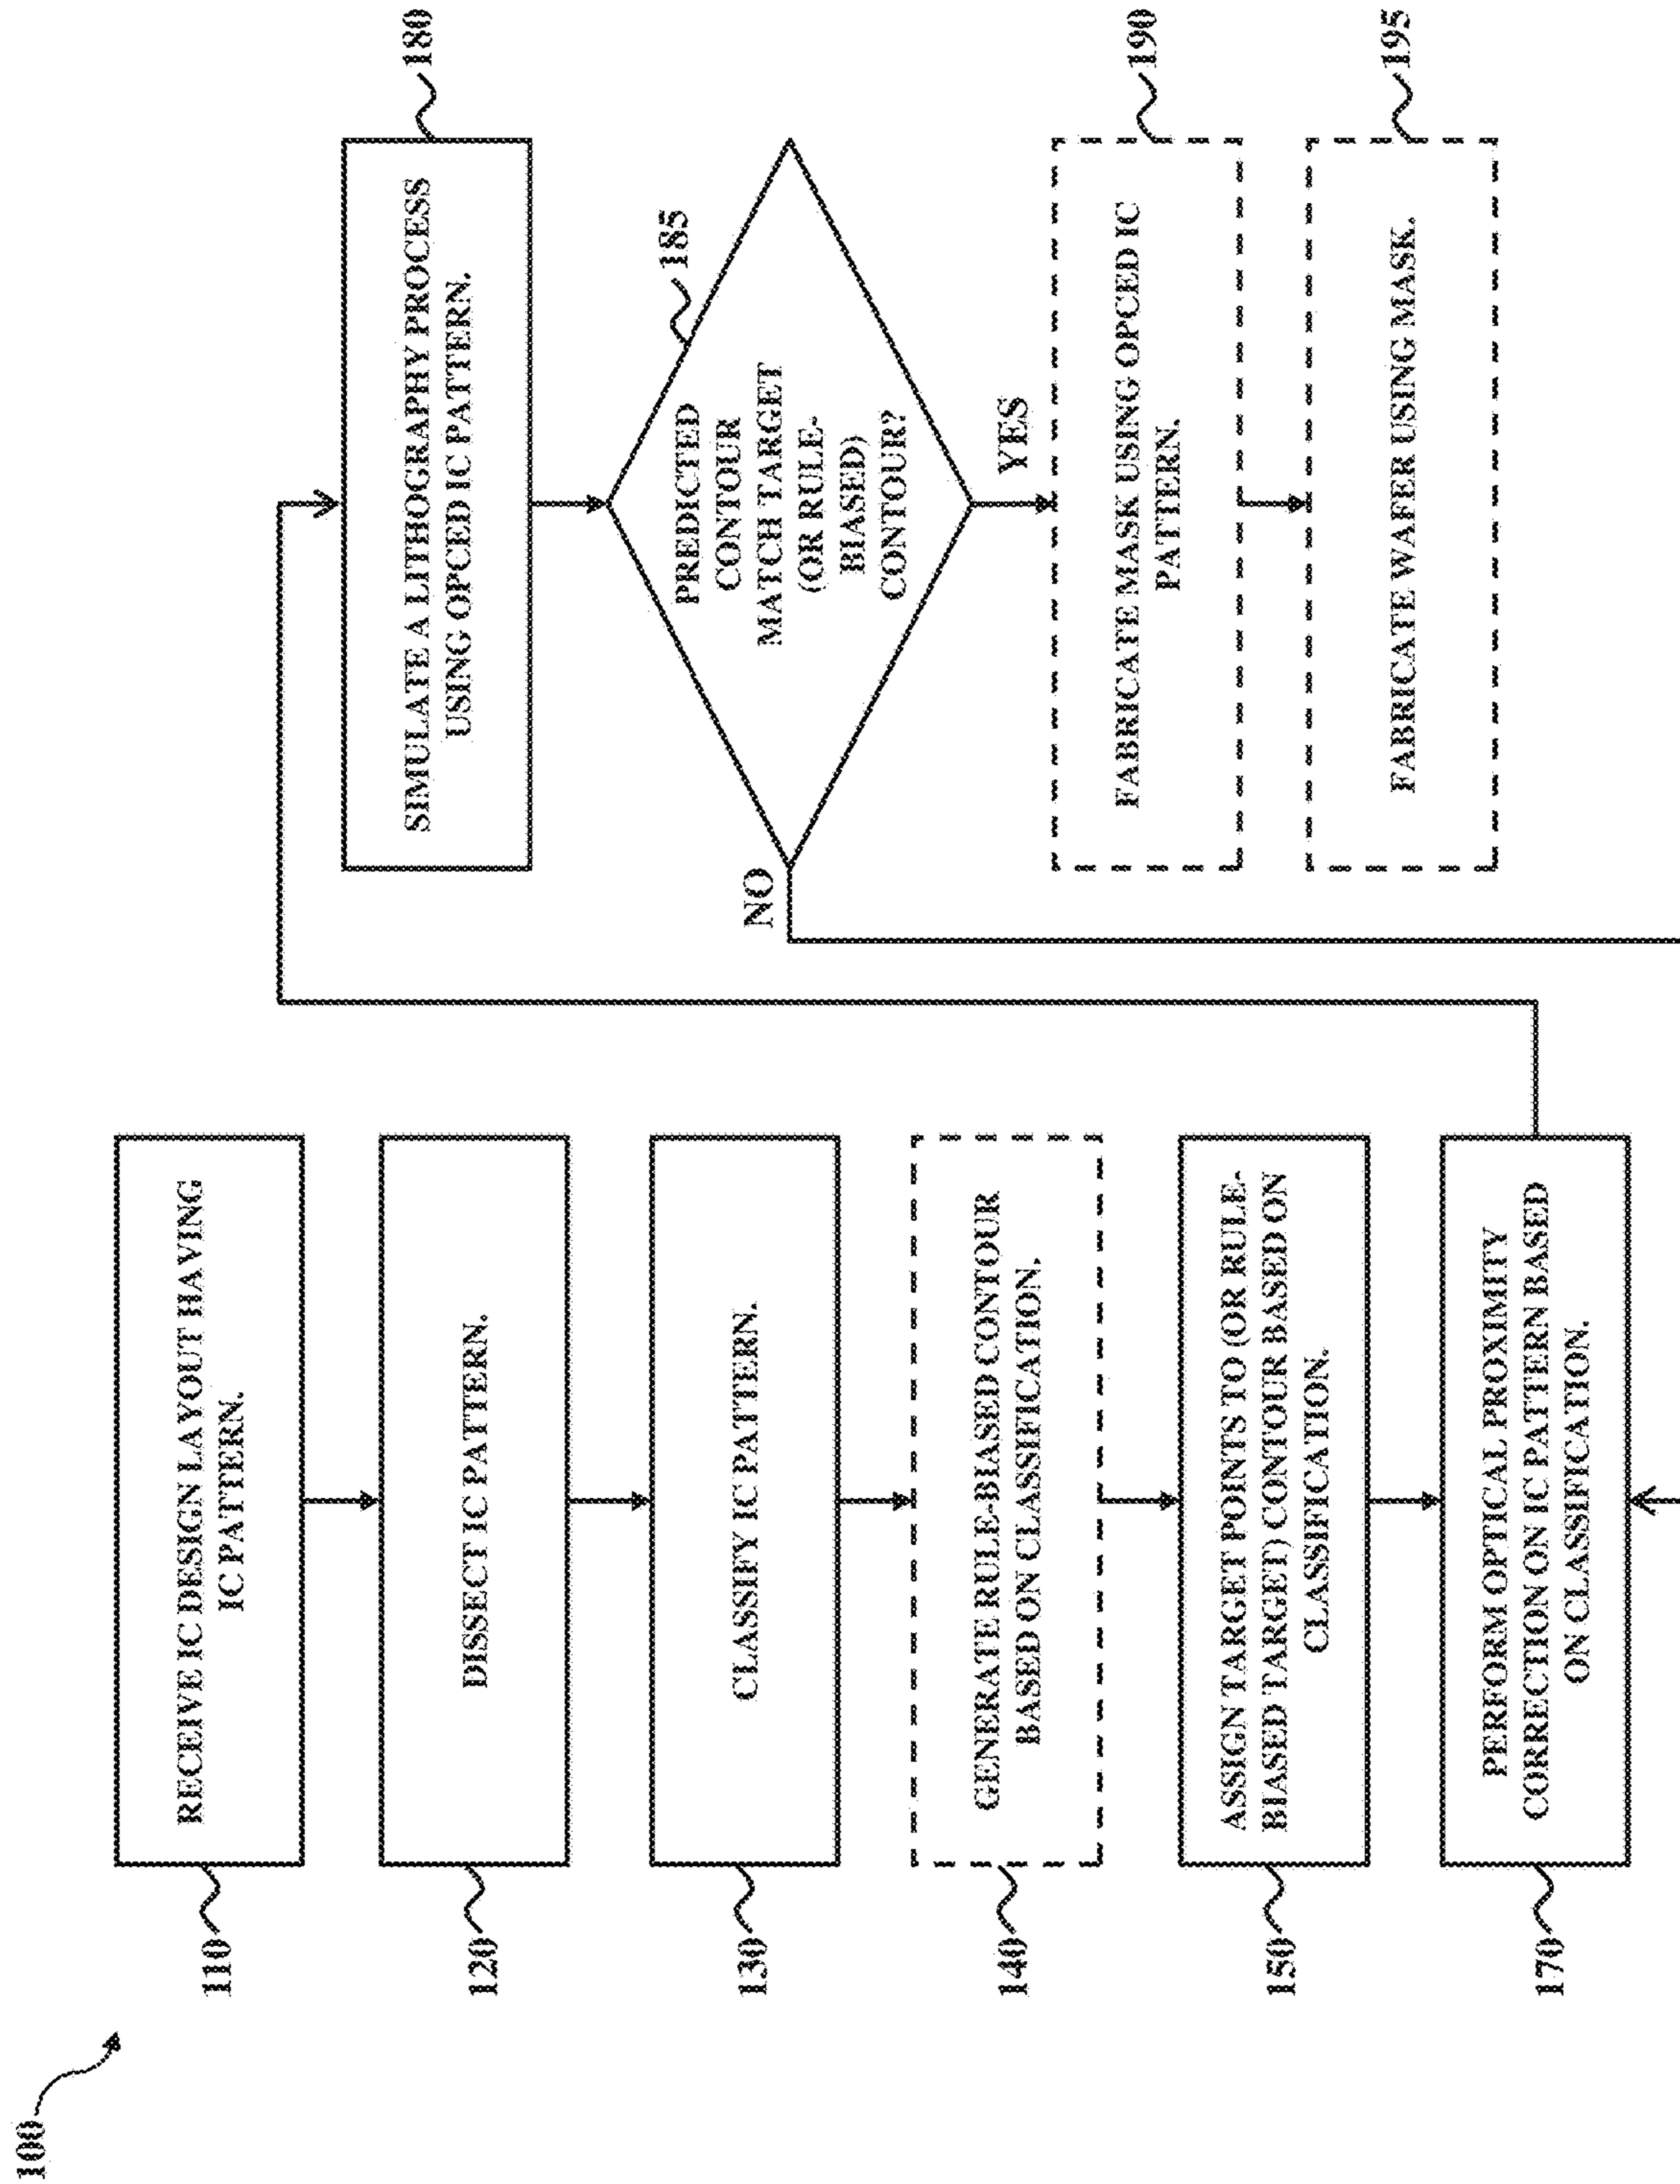 100
110
RECEIVE IC DESIGN LAYOUT HAVING
IC PATTERN.
120
DISSECT IC PATTERN.
130
CLASSIFY IC PATTERN.
140
GENERATE RULE-BIASED CONTOUR
BASED ON CLASSIFICATION.
150
ASSIGN TARGET POINTS TO (OR RULE-
BIASED TARGET) CONTOUR BASED ON
CLASSIFICATION.
170
PERFORM OPTICAL PROXIMITY
CORRECTION ON IC PATTERN BASED
ON CLASSIFICATION.
180
SIMULATE A LITHOGRAPHY PROCESS
USING OPCED IC PATTERN.
185
PREDICTED
CONTOUR
MATCH TARGET
(OR RULE-
BIASED)
CONTOUR?
NO
YES
190
FABRICATE MASK USING OPCED IC
PATTERN.
195
FABRICATE WAFER USING MASK.